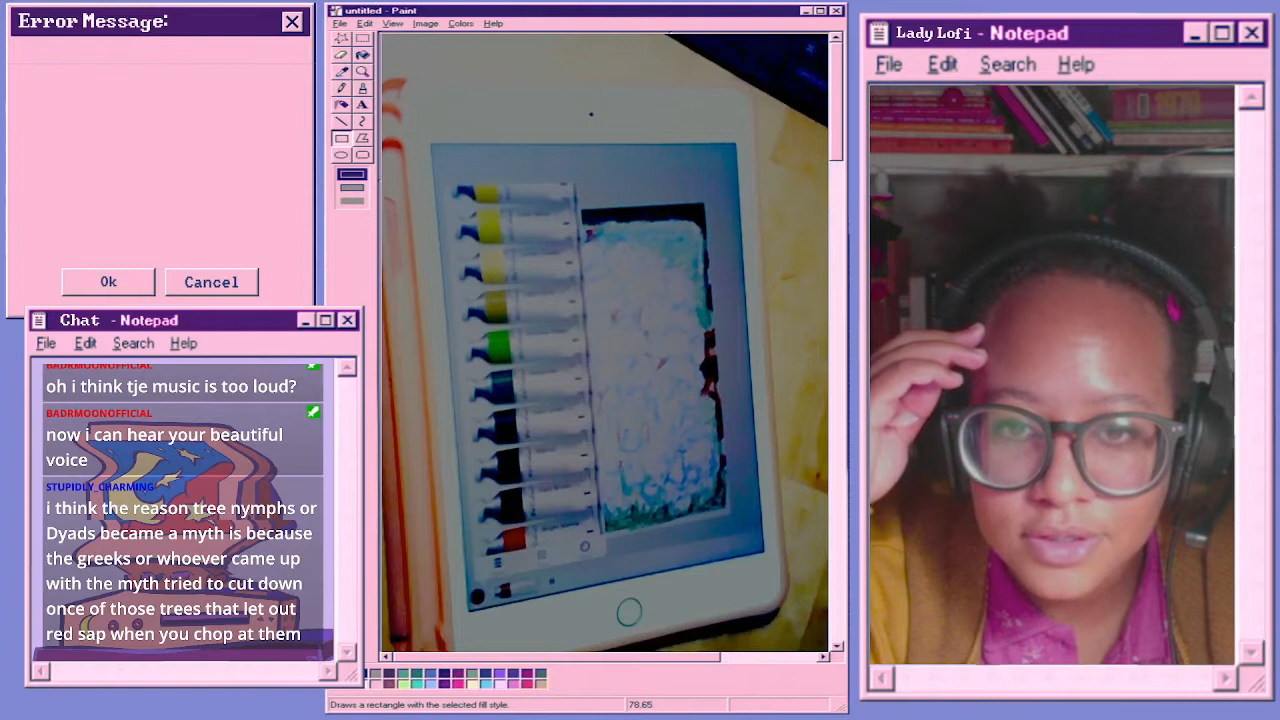 Error Message:
Ok
Cancel
Chat - Notepad
File Edit Search Help
BADRMOONOFFICIAL
oh i think tje music is too loud?
BADRMOONOFFICIAL
now i can hear your beautiful
voice
STUPIDLY_CHARMING
i think the reason tree nymphs or
Dyads became a myth is because
the greeks or whoever came up
with the myth tried to cut down
once of those trees that let out
red sap when you chop at them
untitled - Paint
File Edit View Image Colors Help
A
Draws a rectangle with the selected fill style.
78,65
Lady Lofi - Notepad
File Edit Search Help